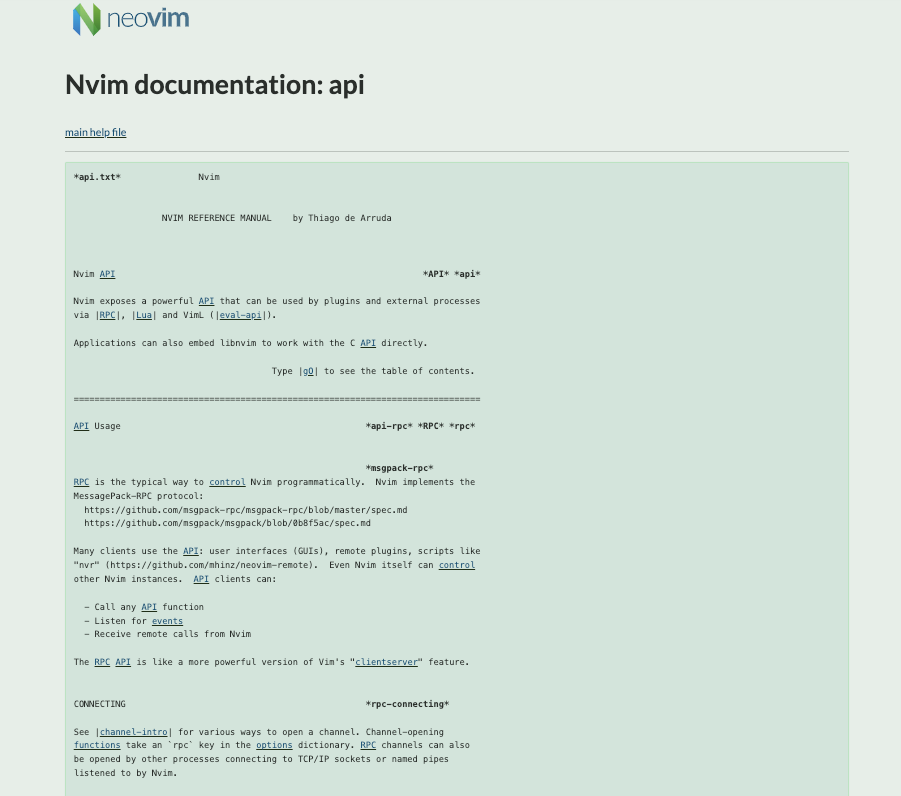 neovim
Nvim documentation: api
main help file
*api.txt* Nvim
NVIM REFERENCE MANUAL by Thiago de Arruda
Nvim API *API* *api*
Nvim exposes a powerful API that can be used by plugins and external processes
via |RPC|, |Lua| and VimL (|eval-api|).
Applications can also embed libnvim to work with the C API directly.
Type |gO| to see the table of contents.
==============================================================================
API Usage *api-rpc* *RPC* *rpc*
*msgpack-rpc*
RPC is the typical way to control Nvim programmatically. Nvim implements the
MessagePack-RPC protocol:
https://github.com/msgpack-rpc/msgpack-rpc/blob/master/spec.md
https://github.com/msgpack/msgpack/blob/0b8f5ac/spec.md
Many clients use the API: user interfaces (GUIs), remote plugins, scripts like
"nvr" (https://github.com/mhinz/neovim-remote). Even Nvim itself can control
other Nvim instances. API clients can:
- Call any API function
- Listen for events
- Receive remote calls from Nvim
The RPC API is like a more powerful version of Vim's "clientserver" feature.
CONNECTING *rpc-connecting*
See |channel-intro| for various ways to open a channel. Channel-opening
functions take an `rpc` key in the options dictionary. RPC channels can also
be opened by other processes connecting to TCP/IP sockets or named pipes
listened to by Nvim.